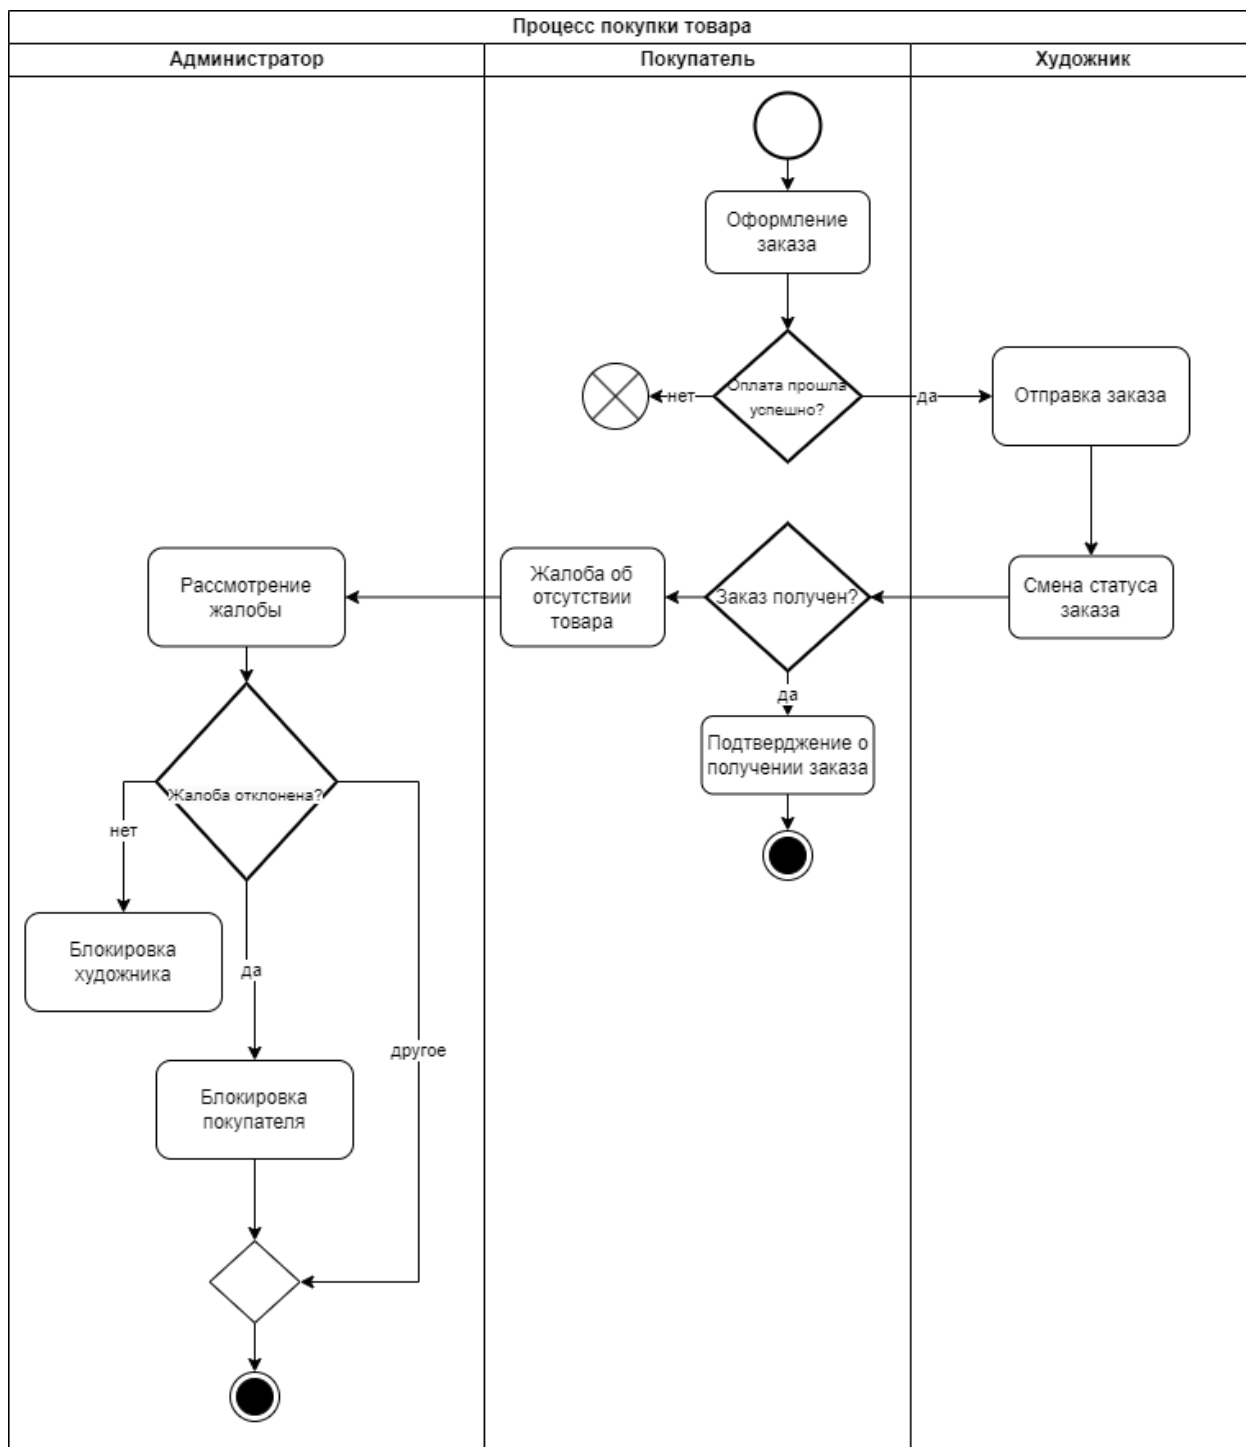 Процесс покупки товара
Администратор
Покупатель
Художник
Оформление
заказа
Оплата прошла
успешно?
нет
да
Отправка заказа
Рассмотрение
жалобы
Жалоба об
отсутствии
товара
Заказ получен?
Смена статуса
заказа
да
Подтверджение о
получении заказа
Жалоба отклонена?
нет
Блокировка
художника
да
другое
Блокировка
покупателя